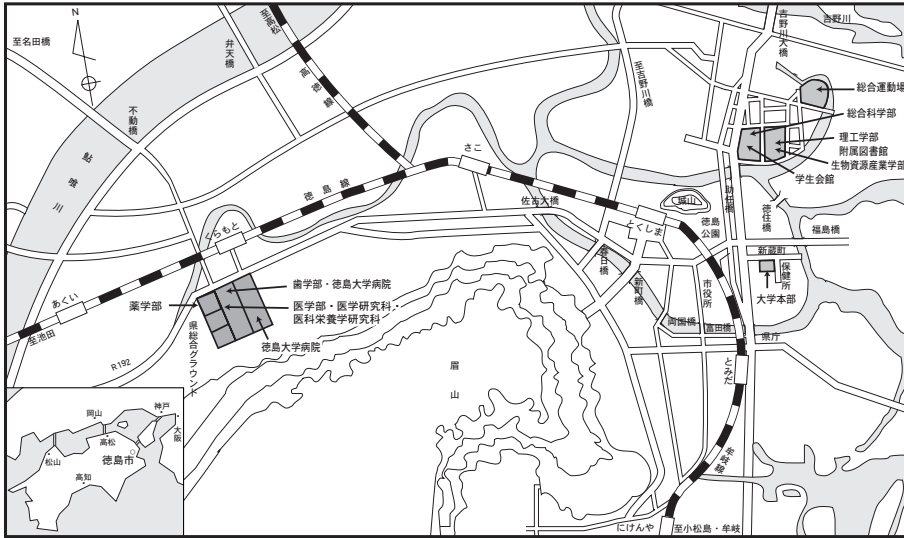 N
至名田橋
弁天橋
至高松
高徳線
不動橋
鮎喰川
至吉野川橋
吉野川大橋
吉野川
総合運動場
総合科学部
理工学部
附属図書館
生物資源産業学部
学生会館
さこ
徳島線
佐古大橋
城山
とくしま
徳島公園
助任橋
徳住橋
福島橋
新蔵町
保健所
大学本部
くらもと
あくい
至池田
薬学部
歯学部・徳島大学病院
医学部・医学研究科・
医科栄養学研究科
徳島大学病院
県総合グラウンド
R192
春日橋
新町橋
市役所
両国橋
富田橋
県庁
とみだ
眉山
牟岐線
にけんや
至小松島・牟岐
岡山
神戸
大阪
高松
松山
徳島市
高知